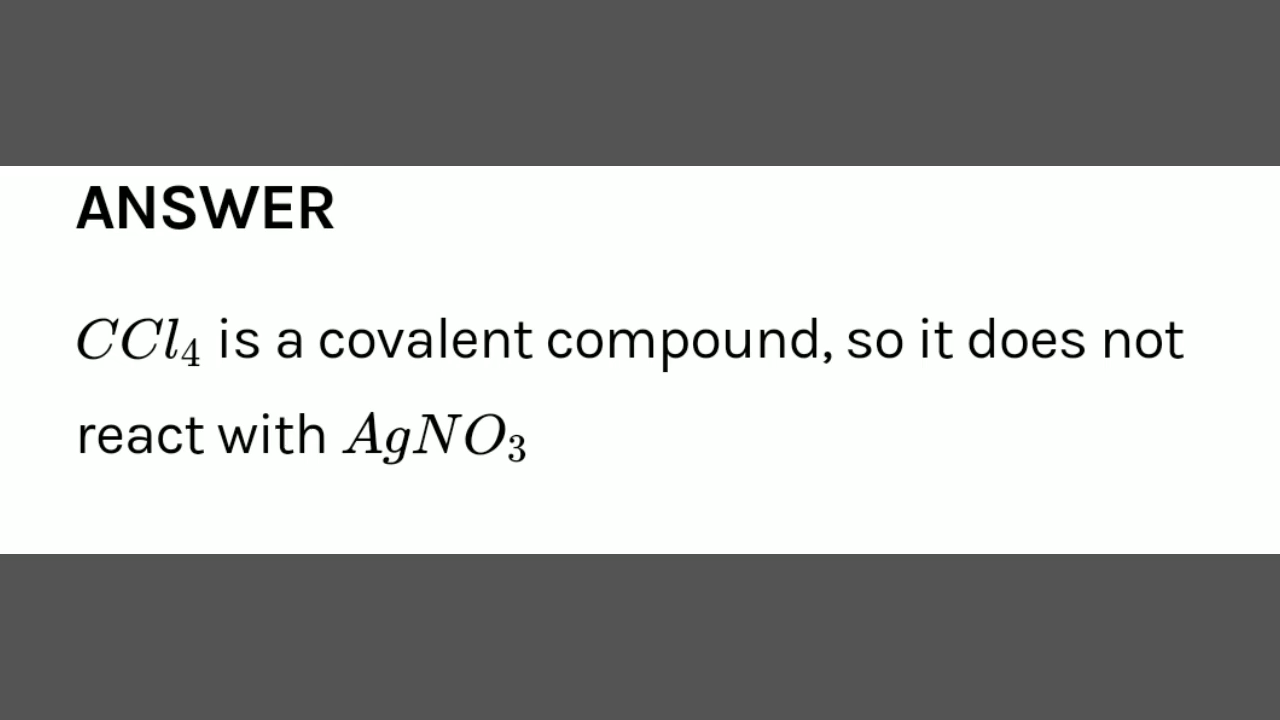 ANSWER
CCl₄ is a covalent compound, so it does not
react with AgNO₃